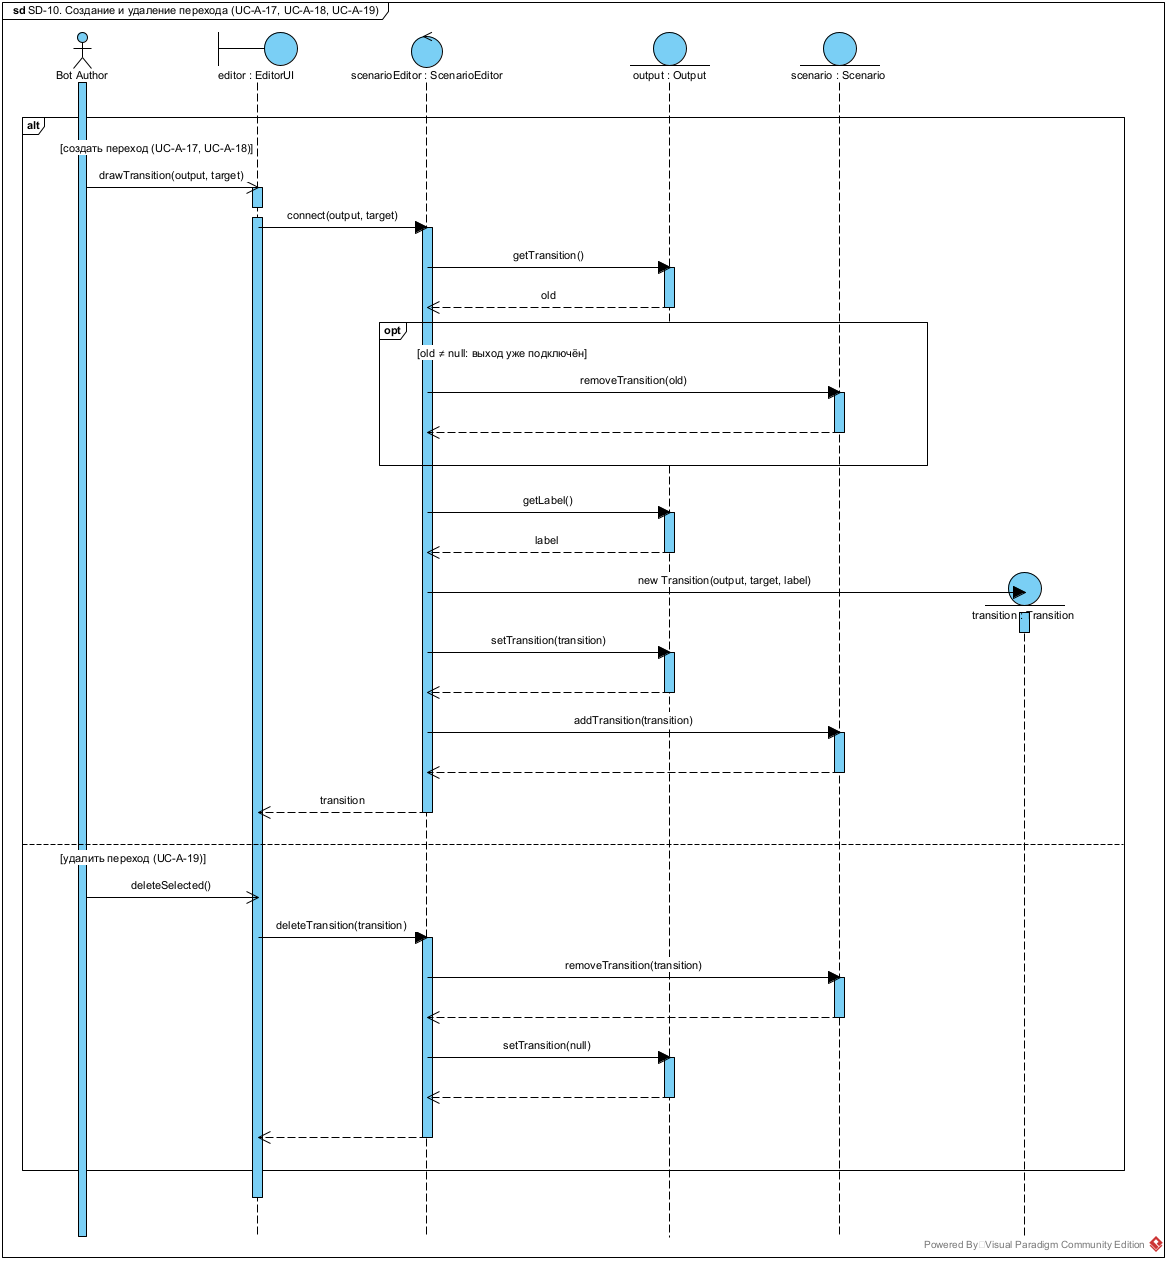 sd SD-10. Создание и удаление перехода (UC-A-17, UC-A-18, UC-A-19)
Bot Author
editor : EditorUI
scenarioEditor : ScenarioEditor
output : Output
scenario : Scenario
alt
[создать переход (UC-A-17, UC-A-18)]
drawTransition(output, target)
connect(output, target)
getTransition()
old
opt
[old ≠ null: выход уже подключён]
removeTransition(old)
getLabel()
label
new Transition(output, target, label)
transition : Transition
setTransition(transition)
addTransition(transition)
transition
[удалить переход (UC-A-19)]
deleteSelected()
deleteTransition(transition)
removeTransition(transition)
setTransition(null)
Powered By Visual Paradigm Community Edition